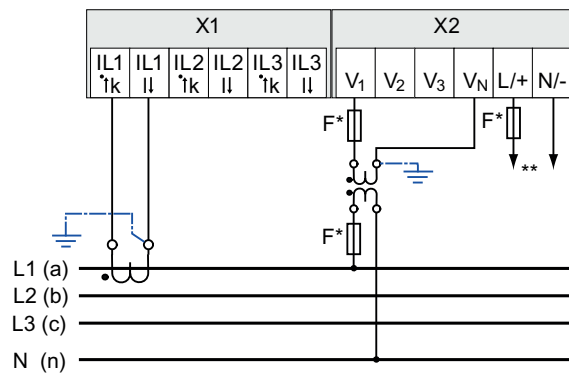 X1 X2
IL1 IL1 IL2 IL2 IL3 IL3 V1 V2 V3 VN L/+ N/-
k l k l k l
F* F*
**
F*
L1 (a)
L2 (b)
L3 (c)
N (n)